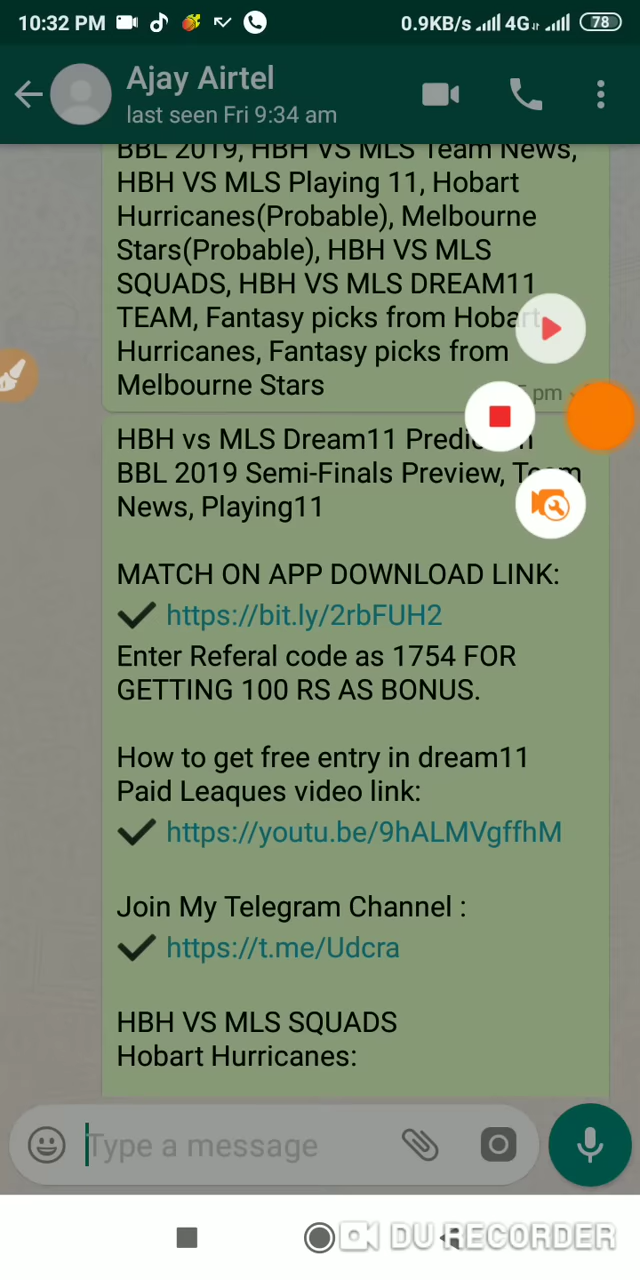 10:32 PM 0.9KB/s 4G 78
Ajay Airtel
last seen Fri 9:34 am
BBL 2019, HBH VS MLS Team News,
HBH VS MLS Playing 11, Hobart
Hurricanes(Probable), Melbourne
Stars(Probable), HBH VS MLS
SQUADS, HBH VS MLS DREAM11
TEAM, Fantasy picks from Hobart
Hurricanes, Fantasy picks from
Melbourne Stars
pm
HBH vs MLS Dream11
BBL 2019 Semi-Finals Preview, Team
News, Playing11
MATCH ON APP DOWNLOAD LINK:
https://bit.ly/2rbFUH2
Enter Referal code as 1754 FOR
GETTING 100 RS AS BONUS.
How to get free entry in dream11
Paid Leaques video link:
https://youtu.be/9hALMVgffhM
Join My Telegram Channel :
https://t.me/Udcra
HBH VS MLS SQUADS
Hobart Hurricanes:
Type a message
DU RECORDER